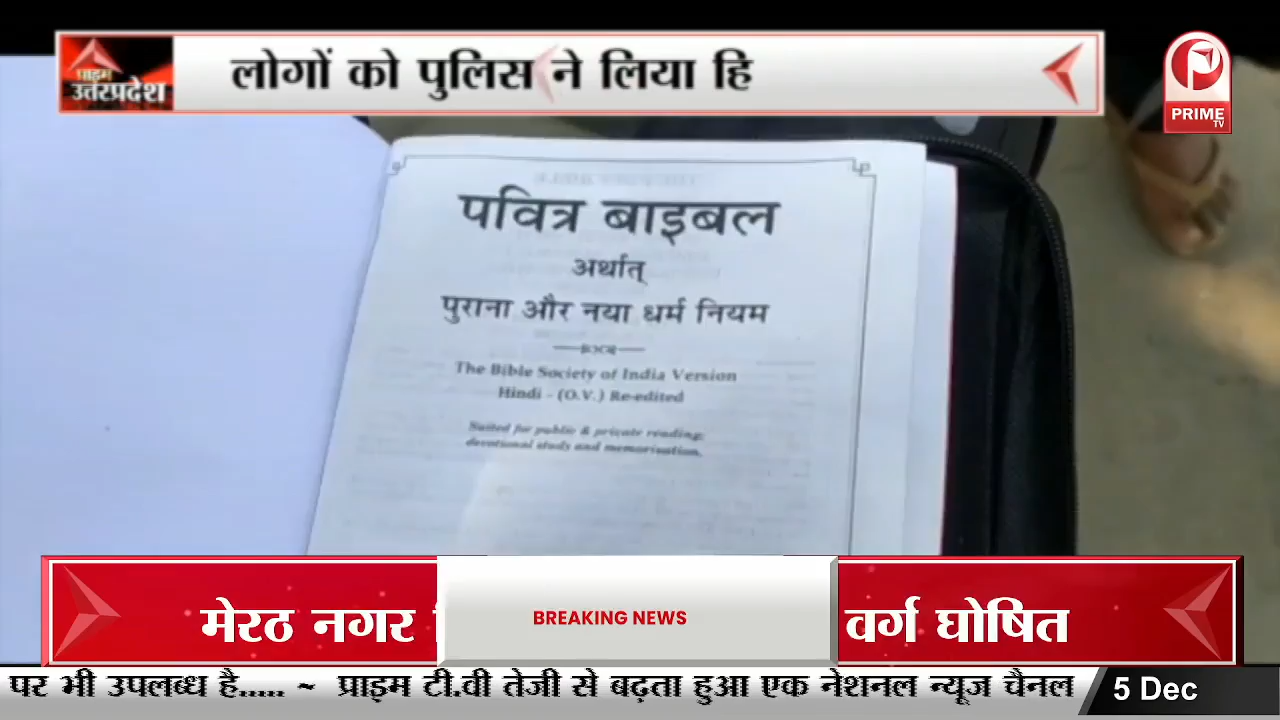 प्राइम
उत्तरप्रदेश
लोगों को पुलिस ने लिया हि
PRIME
TV
पवित्र बाइबल
अर्थात्
पुराना और नया धर्म नियम
The Bible Society of India Version
Hindi - (O.V.) Re-edited
Suited for public & private reading;
devotional study and memorisation.
मेरठ नगर
BREAKING NEWS
वर्ग घोषित
पर भी उपलब्ध है..... ~ प्राइम टी.वी तेजी से बढ़ता हुआ एक नेशनल न्यूज चैनल
5 Dec